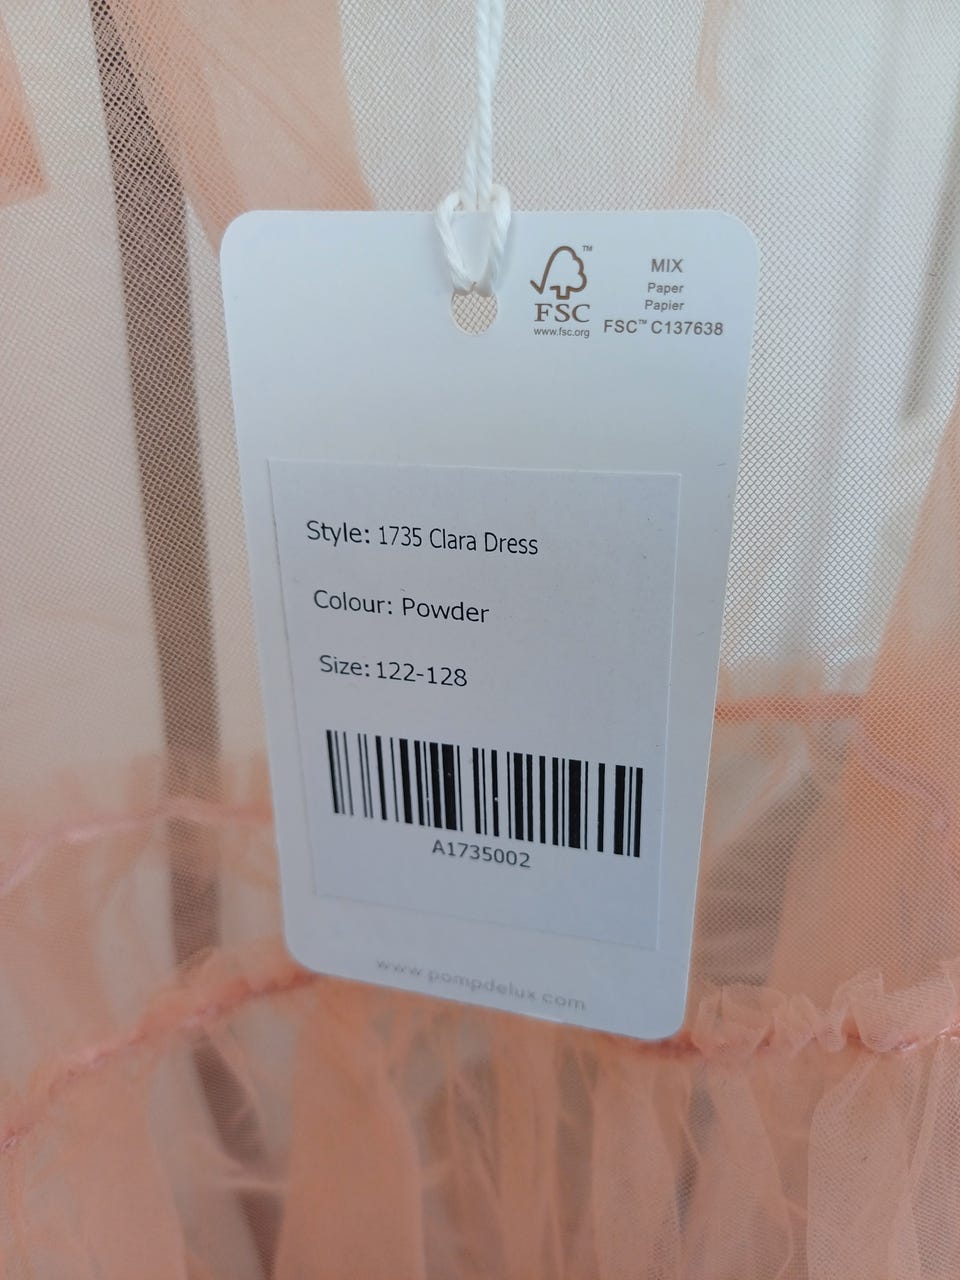 ™
FSC
www.fsc.org
MIX
Paper
Papier
FSC™ C137638
Style: 1735 Clara Dress
Colour: Powder
Size: 122-128
A1735002
www.pompdelux.com